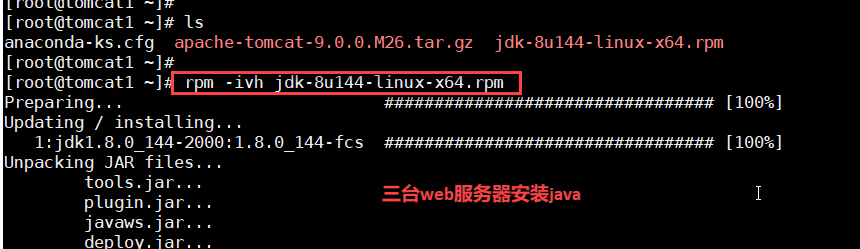 [root@tomcat1 ~]#
[root@tomcat1 ~]# ls
anaconda-ks.cfg  apache-tomcat-9.0.0.M26.tar.gz  jdk-8u144-linux-x64.rpm
[root@tomcat1 ~]#
[root@tomcat1 ~]# rpm -ivh jdk-8u144-linux-x64.rpm
Preparing...                          ################################# [100%]
Updating / installing...
   1:jdk1.8.0_144-2000:1.8.0_144-fcs  ################################# [100%]
Unpacking JAR files...
        tools.jar...
        plugin.jar...
三台web服务器安装java
        javaws.jar...
        deploy.jar...